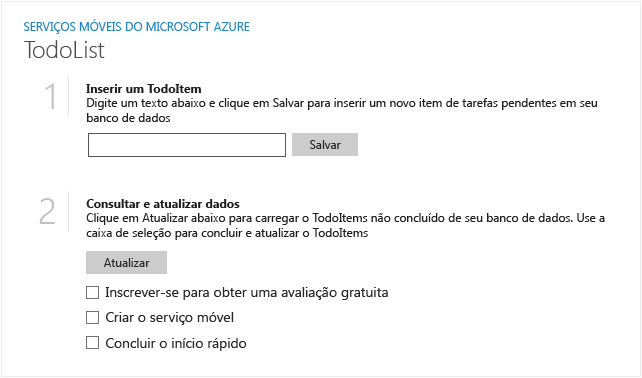 SERVIÇOS MÓVEIS DO MICROSOFT AZURE
TodoList
1
Inserir um TodoItem
Digite um texto abaixo e clique em Salvar para inserir um novo item de tarefas pendentes em seu
banco de dados
Salvar
2
Consultar e atualizar dados
Clique em Atualizar abaixo para carregar o TodoItems não concluído de seu banco de dados. Use a
caixa de seleção para concluir e atualizar o TodoItems
Atualizar
Inscrever-se para obter uma avaliação gratuita
Criar o serviço móvel
Concluir o início rápido